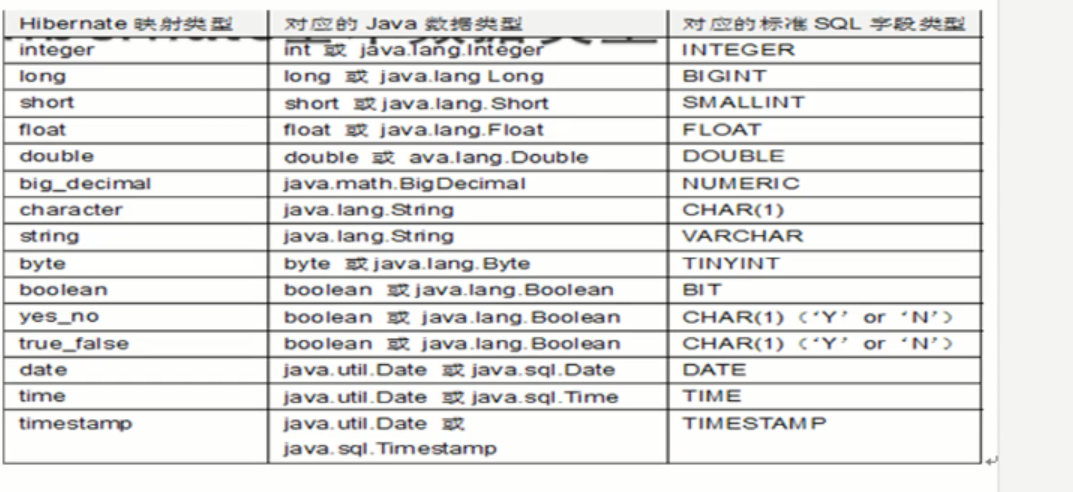 Hibernate 映射类型 对应的 Java 数据类型 对应的标准 SQL 字段类型
integer int 或 java.lang.Integer INTEGER
long long 或 java.lang Long BIGINT
short short 或 java.lang.Short SMALLINT
float float 或 java.lang.Float FLOAT
double double 或 ava.lang.Double DOUBLE
big_decimal java.math.BigDecimal NUMERIC
character java.lang.String CHAR(1)
string java.lang.String VARCHAR
byte byte 或 java.lang.Byte TINYINT
boolean boolean 或 java.lang.Boolean BIT
yes_no boolean 或 java.lang.Boolean CHAR(1) (‘Y’ or ‘N’)
true_false boolean 或 java.lang.Boolean CHAR(1) (‘Y’ or ‘N’)
date java.util.Date 或 java.sql.Date DATE
time java.util.Date 或 java.sql.Time TIME
timestamp java.util.Date 或 TIMESTAMP
java.sql.Timestamp